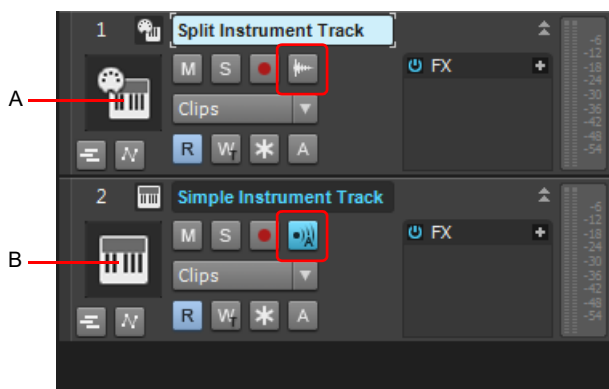 1 Split Instrument Track
A
M S
FX +
Clips
R W A
-6
-12
-18
-24
-30
-36
-42
-48
-54
2 Simple Instrument Track
B
M S A
FX +
Clips
R W A
-6
-12
-18
-24
-30
-36
-42
-48
-54